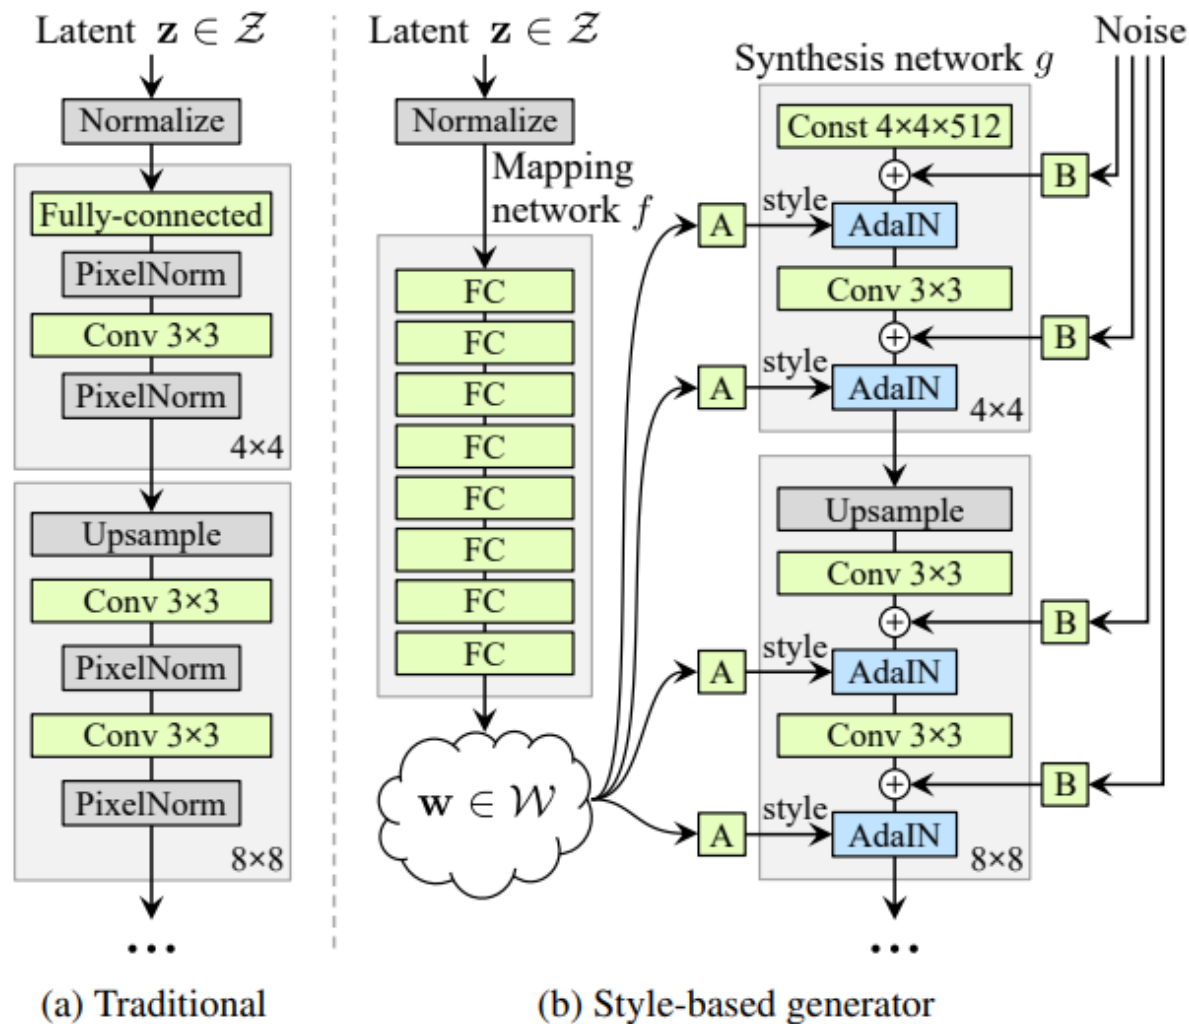 Latent z ∈ 𝒵
Normalize
Fully-connected
PixelNorm
Conv 3×3
PixelNorm
4×4
Upsample
Conv 3×3
PixelNorm
Conv 3×3
PixelNorm
8×8
...
(a) Traditional
Latent z ∈ 𝒵
Normalize
Mapping
network f
FC
FC
FC
FC
FC
FC
FC
FC
w ∈ 𝒲
A
style
A
style
A
style
A
style
Synthesis network g
Const 4×4×512
+
AdaIN
Conv 3×3
+
AdaIN
4×4
Upsample
Conv 3×3
+
AdaIN
Conv 3×3
+
AdaIN
8×8
...
Noise
B
B
B
B
(b) Style-based generator